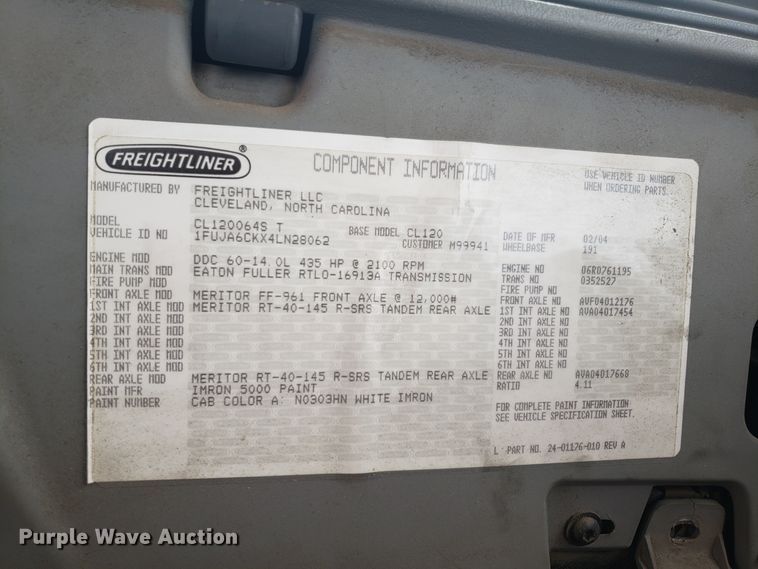 FREIGHTLINER ® COMPONENT INFORMATION
USE VEHICLE ID NUMBER
WHEN ORDERING PARTS.
MANUFACTURED BY FREIGHTLINER LLC
CLEVELAND, NORTH CAROLINA
MODEL CL120064S T BASE MODEL CL120 DATE OF MFR 02/04
VEHICLE ID NO 1FUJA6CKX4LN28062 CUSTOMER M99941 WHEELBASE 191
ENGINE MOD DDC 60-14.0L 435 HP @ 2100 RPM ENGINE NO 06R0761195
MAIN TRANS MOD EATON FULLER RTLO-16913A TRANSMISSION TRANS NO 0352527
FIRE PUMP MOD FIRE PUMP NO
FRONT AXLE MOD MERITOR FF-961 FRONT AXLE @ 12,000# FRONT AXLE NO AVF04012176
1ST INT AXLE MOD MERITOR RT-40-145 R-SRS TANDEM REAR AXLE 1ST INT AXLE NO AVA04017454
2ND INT AXLE MOD 2ND INT AXLE NO
3RD INT AXLE MOD 3RD INT AXLE NO
4TH INT AXLE MOD 4TH INT AXLE NO
5TH INT AXLE MOD 5TH INT AXLE NO
6TH INT AXLE MOD 6TH INT AXLE NO
REAR AXLE MOD MERITOR RT-40-145 R-SRS TANDEM REAR AXLE REAR AXLE NO AVA04017668
PAINT MFR IMRON 5000 PAINT RATIO 4.11
PAINT NUMBER CAB COLOR A: N0303HN WHITE IMRON
FOR COMPLETE PAINT INFORMATION
SEE VEHICLE SPECIFICATION SHEET.
L PART NO. 24-01176-010 REV A
Purple Wave Auction